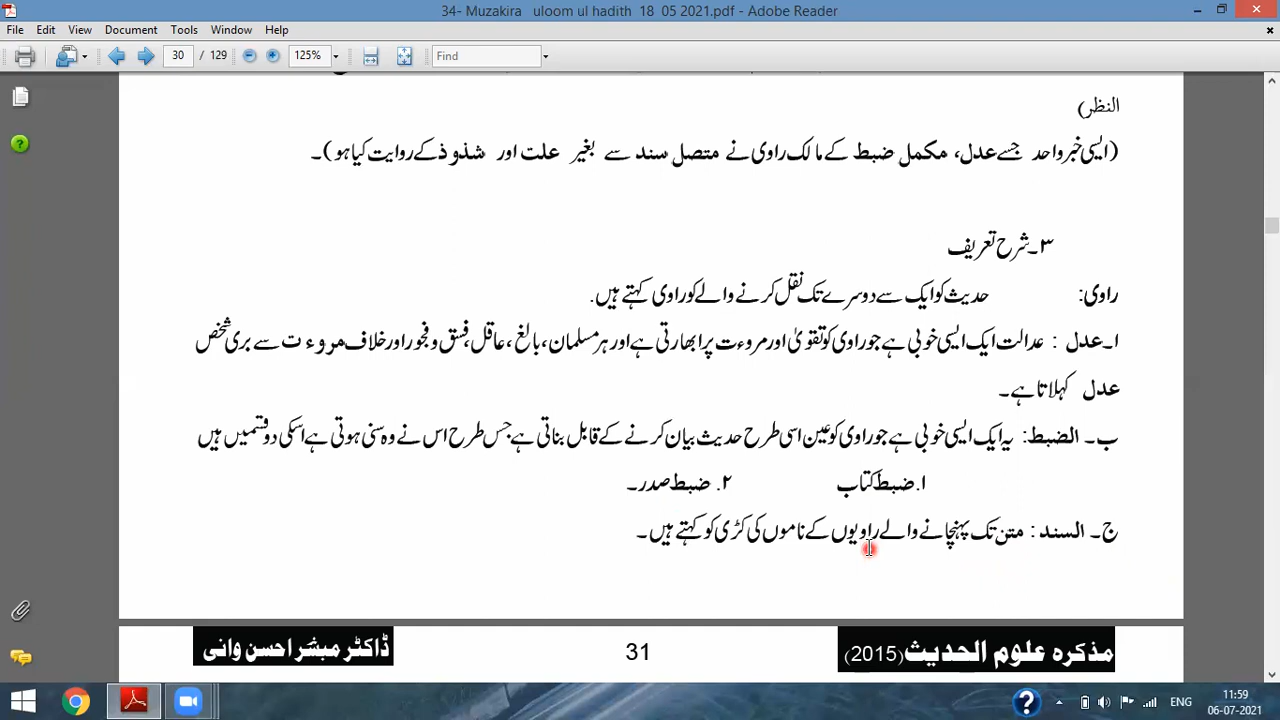 34- Muzakira uloom ul hadith 18 05 2021.pdf - Adobe Reader
File Edit View Document Tools Window Help
30 / 129 125% Find
النظر)
(ایسی خبر واحد جسے عدل، مکمل ضبط کے مالک راوی نے متصل سند سے بغیر علت اور شذوذ کے روایت کیا ہو)۔
۳۔شرح تعریف
راوی: حدیث کو ایک سے دوسرے تک نقل کرنے والے کو راوی کہتے ہیں.
ا۔عدل : عدالت ایک ایسی خوبی ہے جو راوی کو تقویٰ اور مروءت پر ابھارتی ہے اور ہر مسلمان، بالغ، عاقل، فسق و فجور اور خلاف مروءت سے بری شخص
عدل کہلاتا ہے۔
ب۔ الضبط: یہ ایک ایسی خوبی ہے جو راوی کو عین اسی طرح حدیث بیان کرنے کے قابل بناتی ہے جس طرح اس نے وہ سنی ہوتی ہے اسکی دو قسمیں ہیں
۱.ضبط کتاب ۲. ضبط صدر۔
ج۔ السند : متن تک پہنچانے والے راویوں کے ناموں کی کڑی کو کہتے ہیں۔
مذکرہ علوم الحدیث(2015) 31 ڈاکٹر مبشر احسن وانی
ENG 11:59
06-07-2021